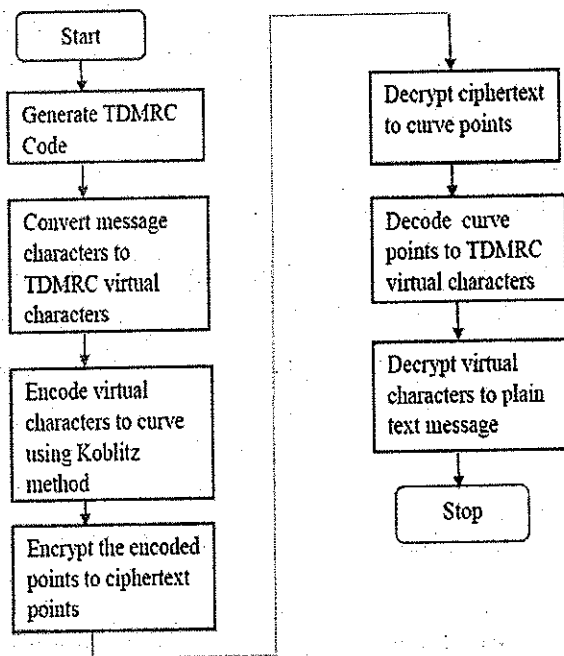 Start
Generate TDMRC
Code
Convert message
characters to
TDMRC virtual
characters
Encode virtual
characters to curve
using Koblitz
method
Encrypt the encoded
points to ciphertext
points
Decrypt ciphertext
to curve points
Decode curve
points to TDMRC
virtual characters
Decrypt virtual
characters to plain
text message
Stop